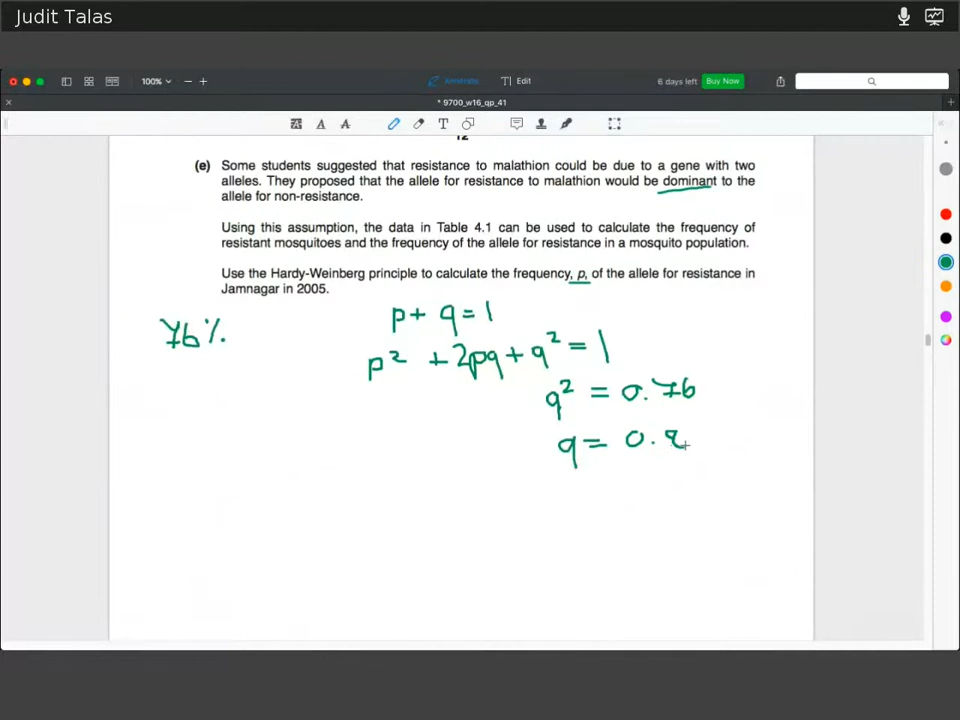 Judit Talas
100%
Annotate
Edit
6 days left
Buy Now
* 9700_w16_qp_41
12
(e) Some students suggested that resistance to malathion could be due to a gene with two
alleles. They proposed that the allele for resistance to malathion would be dominant to the
allele for non-resistance.
Using this assumption, the data in Table 4.1 can be used to calculate the frequency of
resistant mosquitoes and the frequency of the allele for resistance in a mosquito population.
Use the Hardy-Weinberg principle to calculate the frequency, p, of the allele for resistance in
Jamnagar in 2005.
p + q = 1
76%
p² + 2pq + q² = 1
q² = 0.76
q = 0.